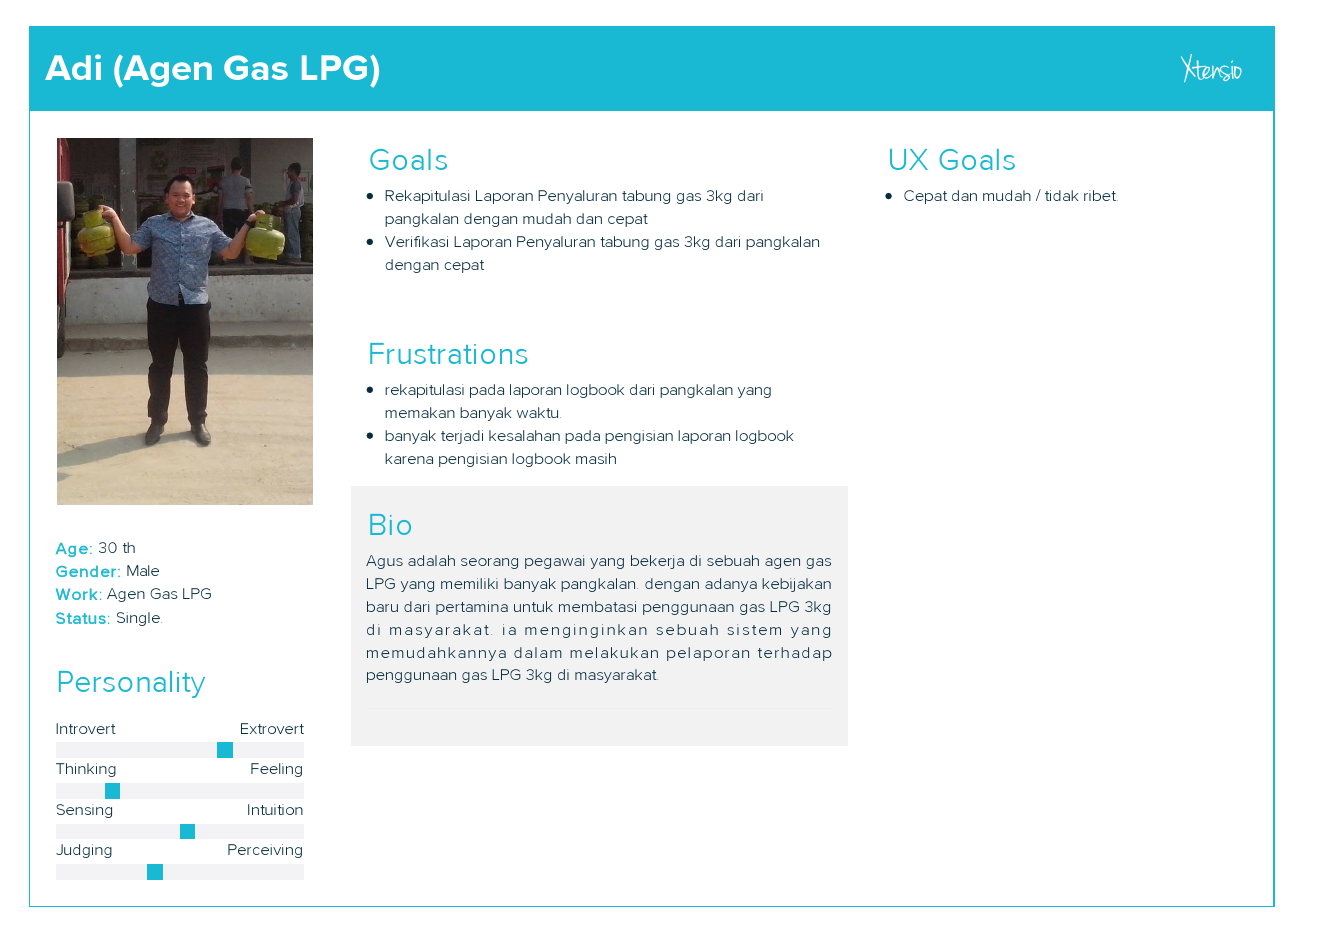 Adi (Agen Gas LPG)
Xtensio
Goals
Rekapitulasi Laporan Penyaluran tabung gas 3kg dari
pangkalan dengan mudah dan cepat
Verifikasi Laporan Penyaluran tabung gas 3kg dari pangkalan
dengan cepat
UX Goals
Cepat dan mudah / tidak ribet.
Frustrations
rekapitulasi pada laporan logbook dari pangkalan yang
memakan banyak waktu.
banyak terjadi kesalahan pada pengisian laporan logbook
karena pengisian logbook masih
Bio
Agus adalah seorang pegawai yang bekerja di sebuah agen gas
LPG yang memiliki banyak pangkalan. dengan adanya kebijakan
baru dari pertamina untuk membatasi penggunaan gas LPG 3kg
di masyarakat. ia menginginkan sebuah sistem yang
memudahkannya dalam melakukan pelaporan terhadap
penggunaan gas LPG 3kg di masyarakat.
Age: 30 th
Gender: Male
Work: Agen Gas LPG
Status: Single.
Personality
Introvert Extrovert
Thinking Feeling
Sensing Intuition
Judging Perceiving